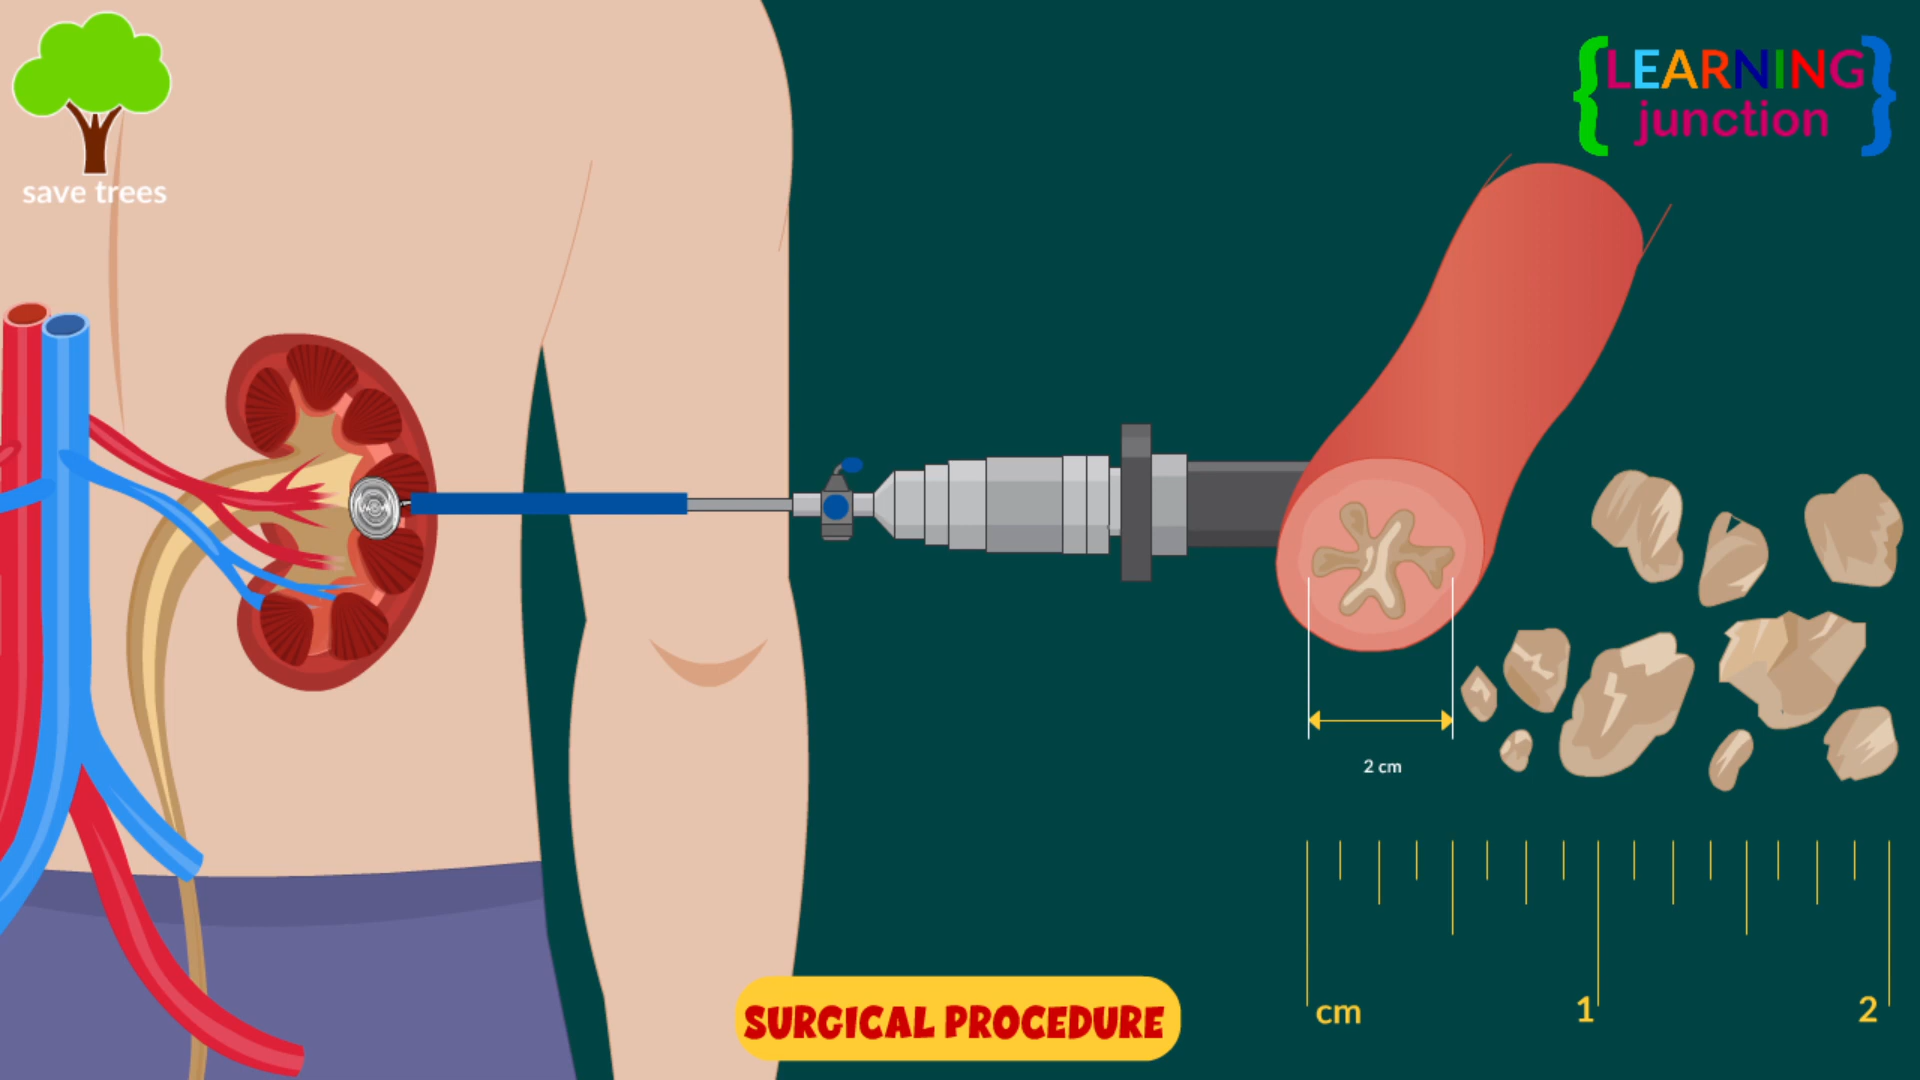 save trees
{LEARNING
junction}
2 cm
cm 1 2
SURGICAL PROCEDURE